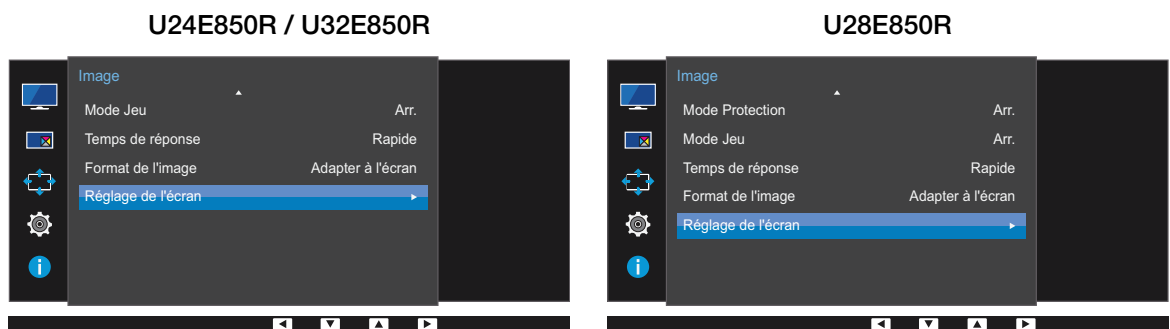 U24E850R / U32E850R
Image
Mode Jeu Arr.
Temps de réponse Rapide
Format de l'image Adapter à l'écran
Réglage de l'écran
U28E850R
Image
Mode Protection Arr.
Mode Jeu Arr.
Temps de réponse Rapide
Format de l'image Adapter à l'écran
Réglage de l'écran